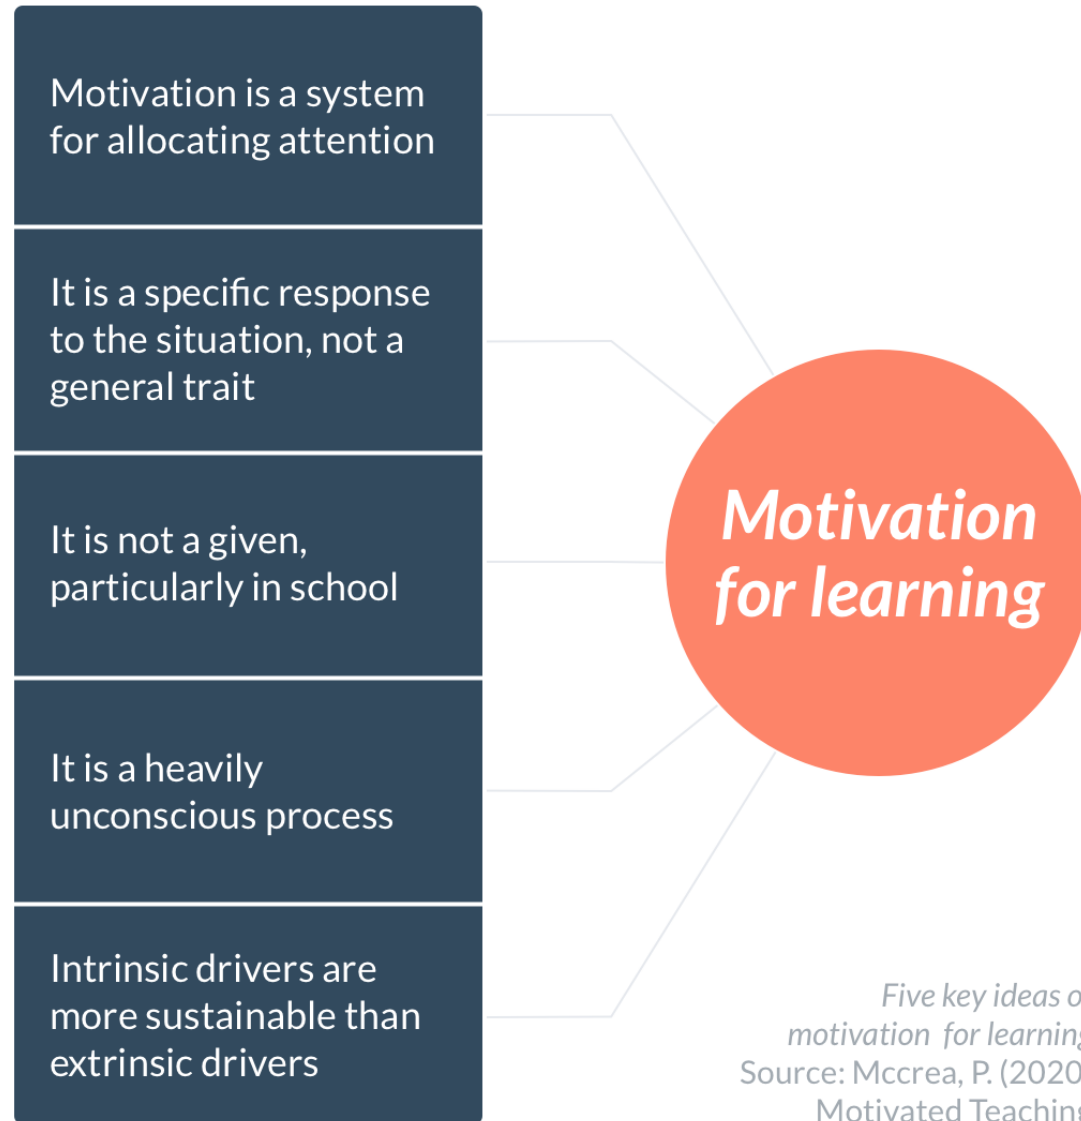 Motivation is a system
for allocating attention
It is a specific response
to the situation, not a
general trait
It is not a given,
particularly in school
It is a heavily
unconscious process
Intrinsic drivers are
more sustainable than
extrinsic drivers
Motivation
for learning
Five key ideas o
motivation for learning
Source: Mccrea, P. (2020
Motivated Teaching